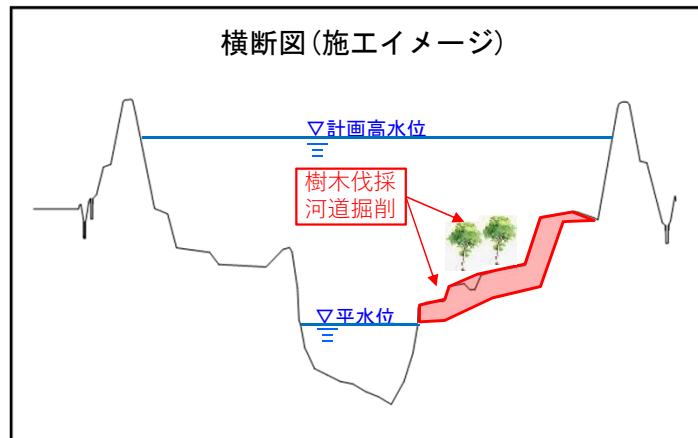 横断図(施工イメージ)
▽計画高水位
樹木伐採
河道掘削
▽平水位